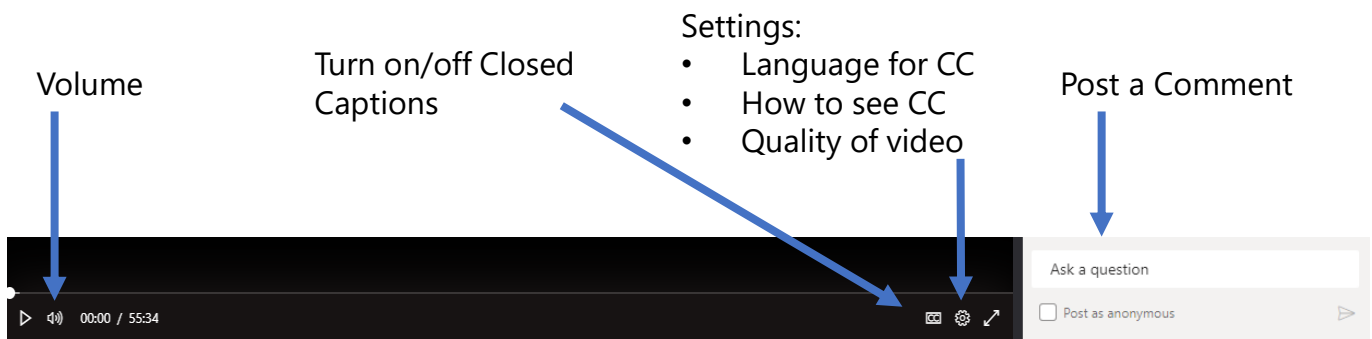 Volume
Turn on/off Closed
Captions
Settings:
• Language for CC
• How to see CC
• Quality of video
Post a Comment
00:00 / 55:34
CC
Ask a question
Post as anonymous